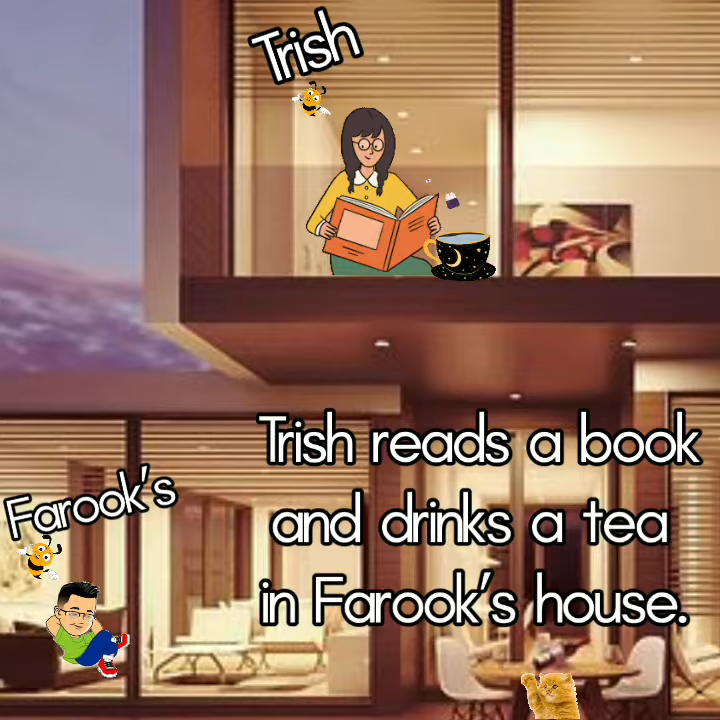 Trish
Trish reads a book
and drinks a tea
in Farook's house.
Farook's